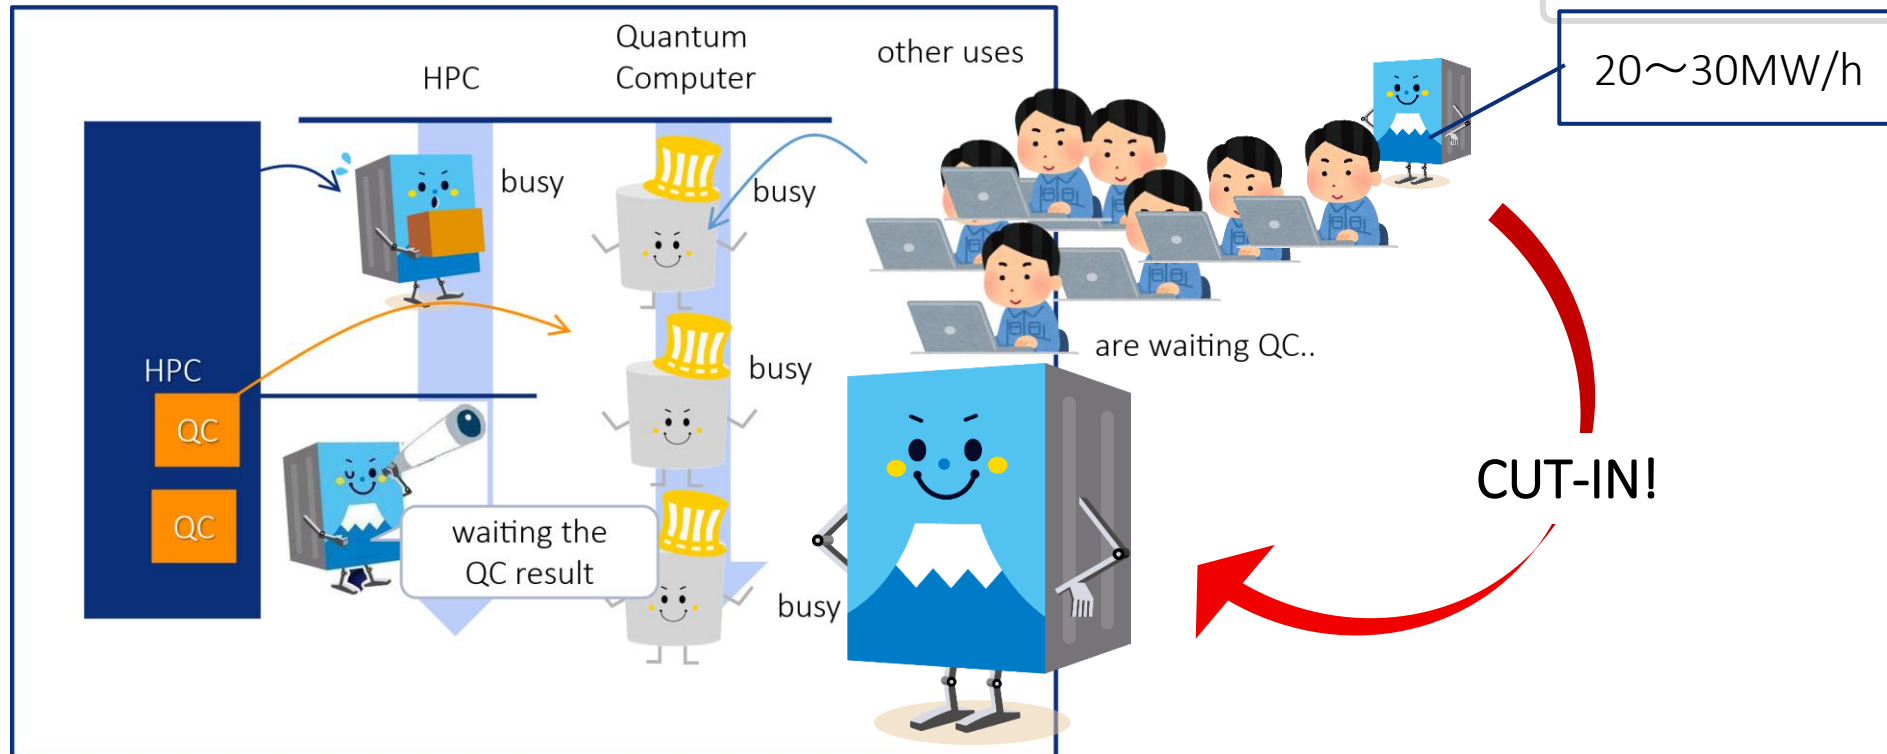 HPC
Quantum
Computer
other uses
20～30MW/h
busy
busy
are waiting QC..
HPC
busy
QC
QC
waiting the
QC result
busy
CUT-IN!